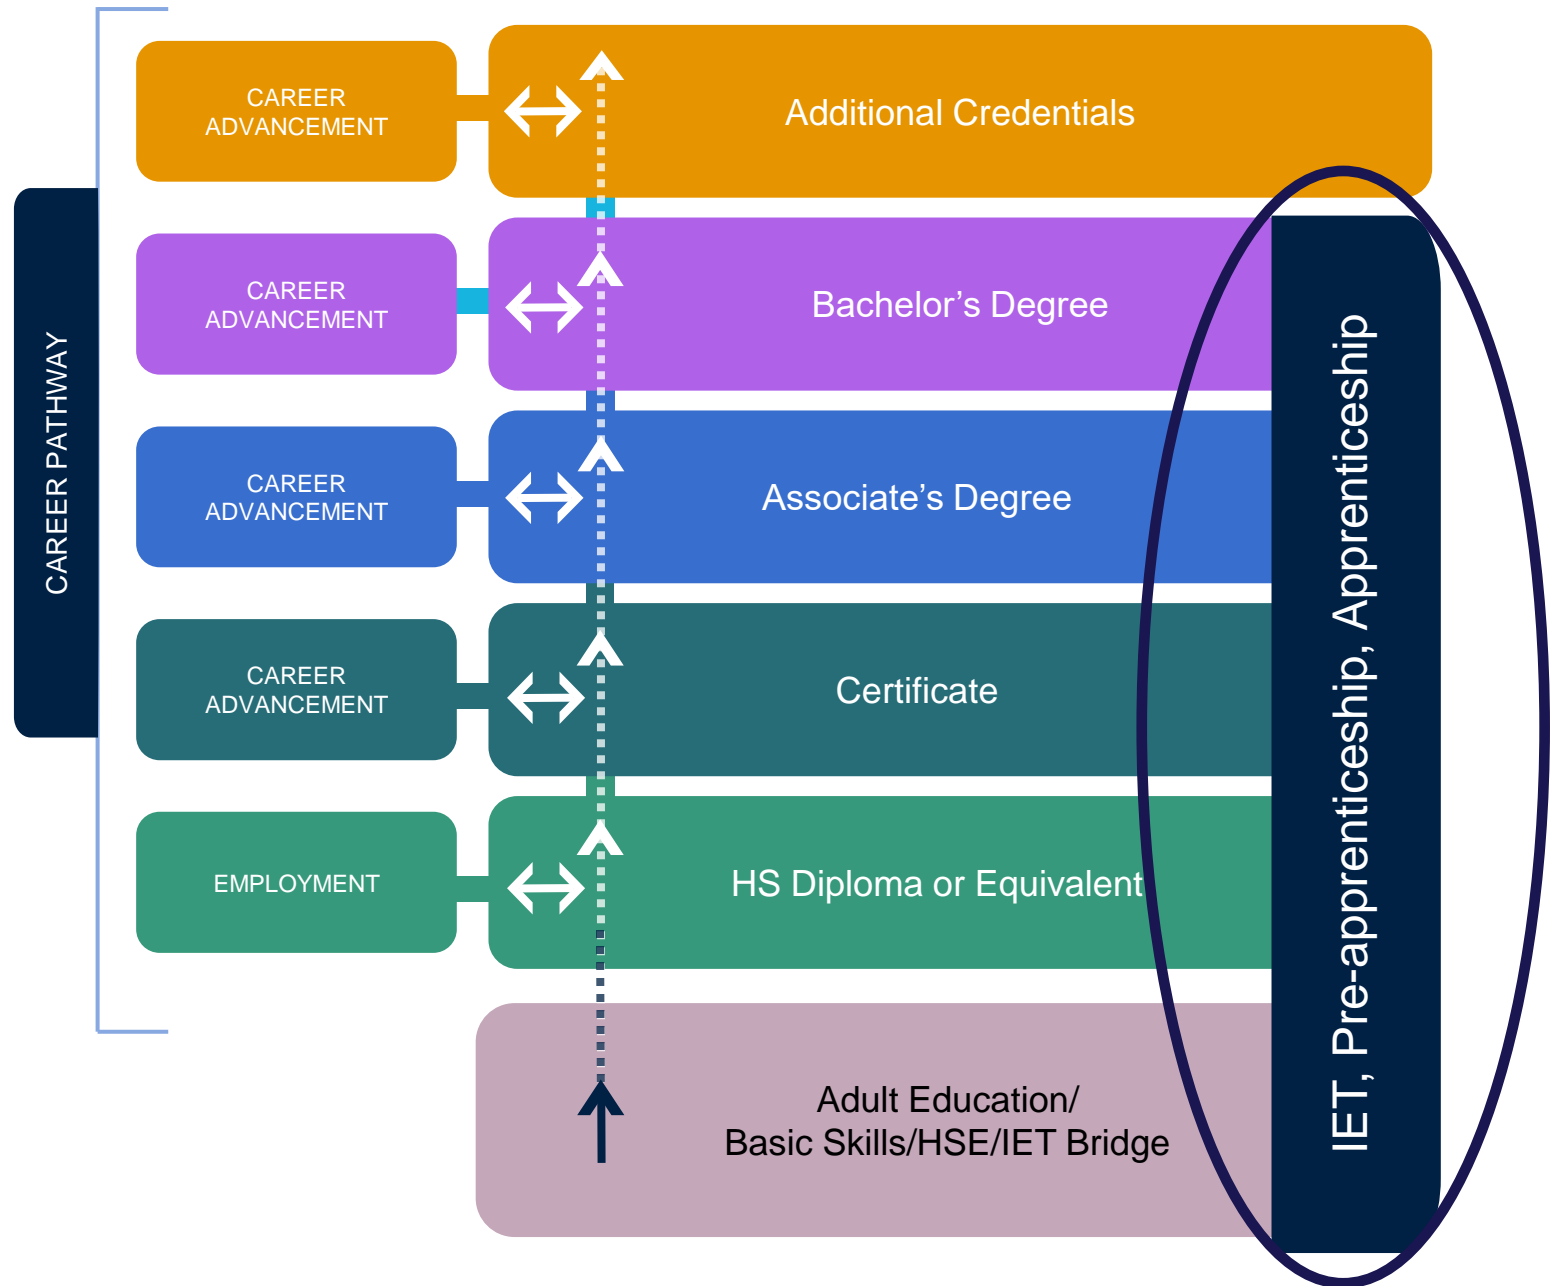 CAREER PATHWAY
CAREER
ADVANCEMENT
Additional Credentials
CAREER
ADVANCEMENT
Bachelor’s Degree
CAREER
ADVANCEMENT
Associate’s Degree
CAREER
ADVANCEMENT
Certificate
EMPLOYMENT
HS Diploma or Equivalent
Adult Education/
Basic Skills/HSE/IET Bridge
IET, Pre-apprenticeship, Apprenticeship